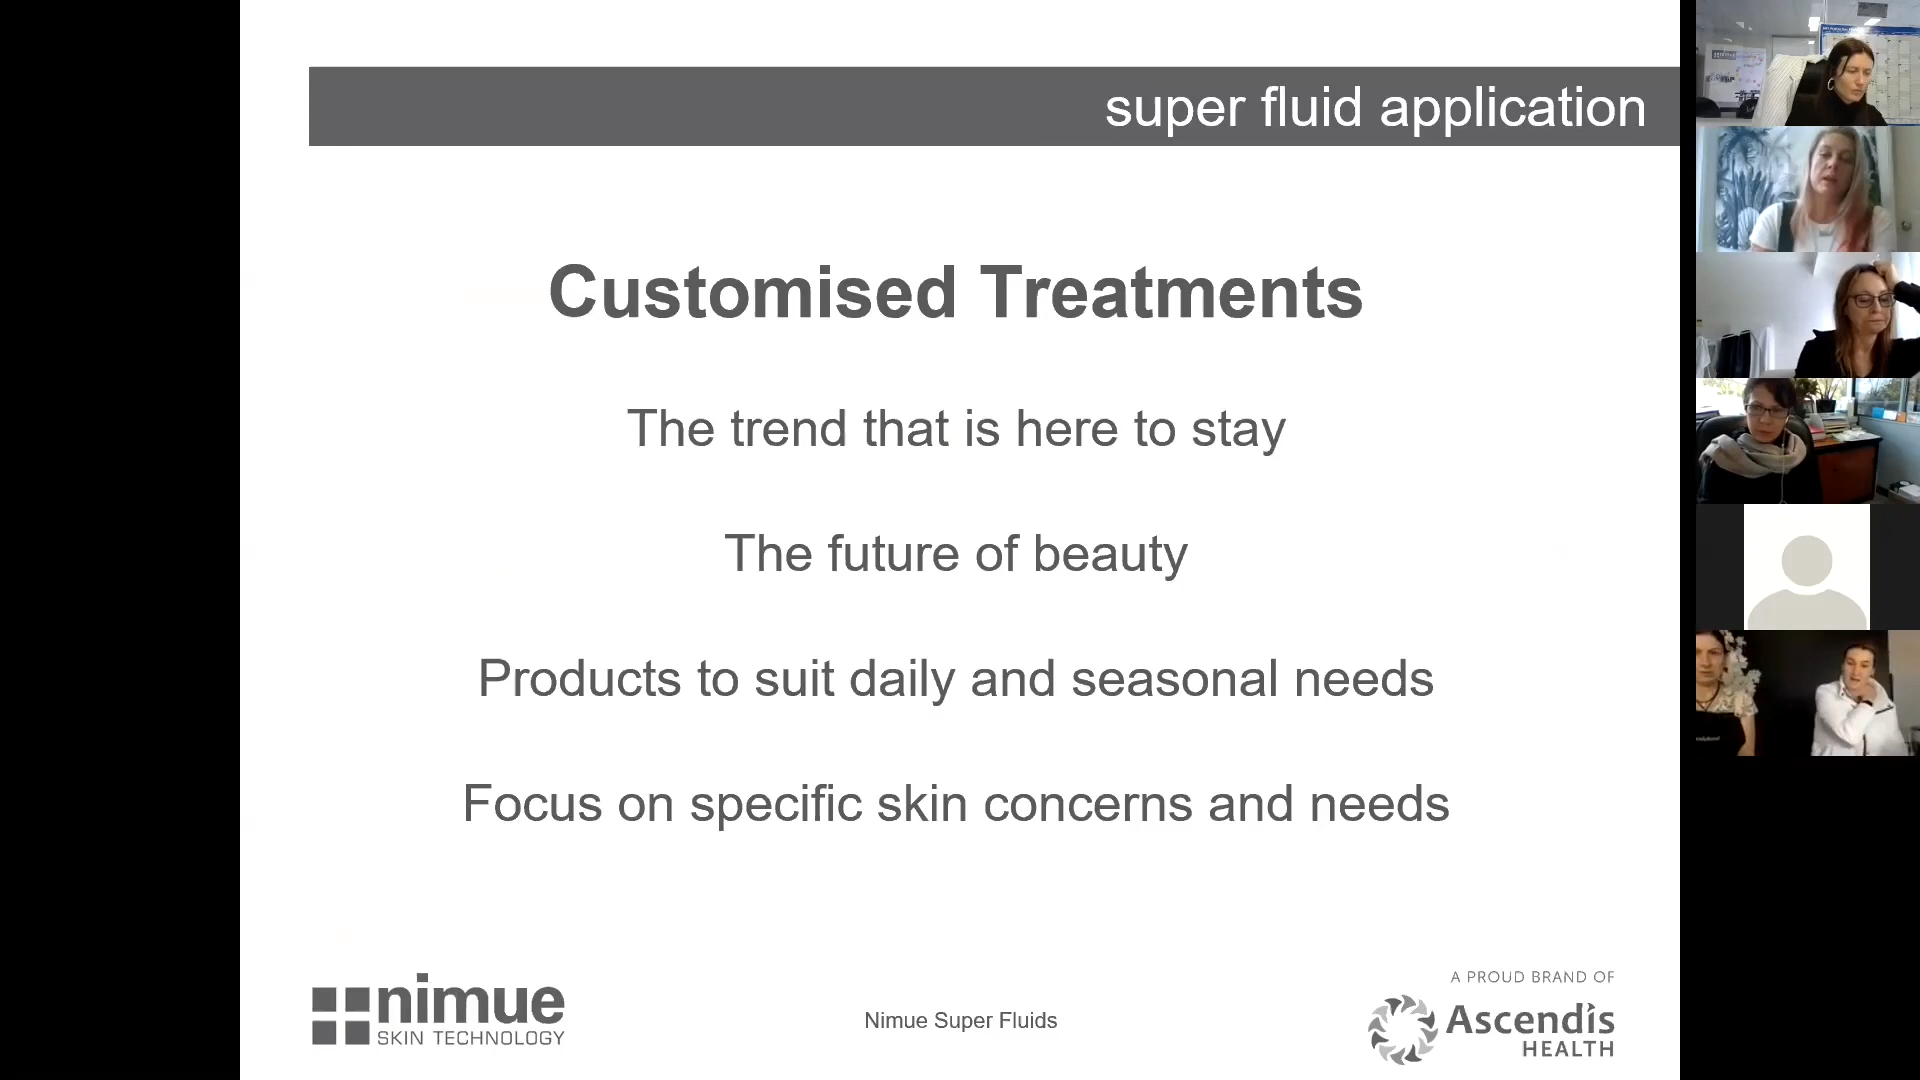 super fluid application
Customised Treatments
The trend that is here to stay
The future of beauty
Products to suit daily and seasonal needs
Focus on specific skin concerns and needs
nimue
SKIN TECHNOLOGY
Nimue Super Fluids
A PROUD BRAND OF
Ascendis
HEALTH
nimue